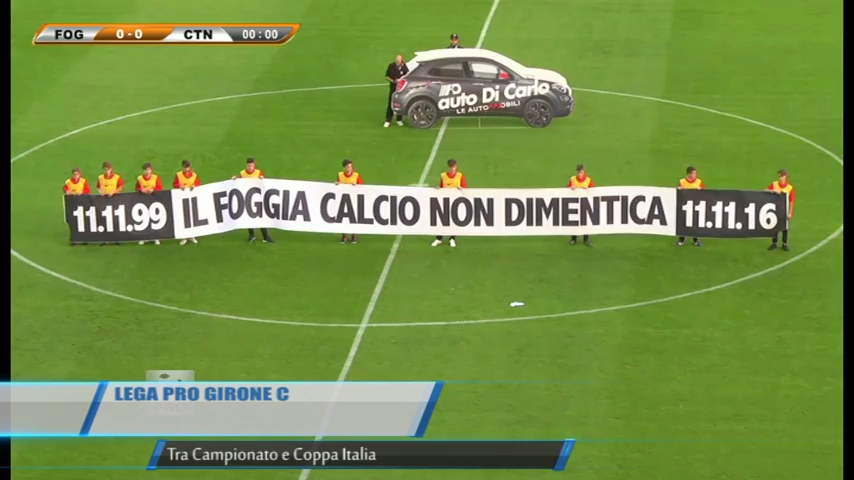 FOG 0-0 CTN 00:00
FD auto Di Carlo
LE AUTOMOBILI
11.11.99 IL FOGGIA CALCIO NON DIMENTICA 11.11.16
LEGA PRO GIRONE C
Tra Campionato e Coppa Italia